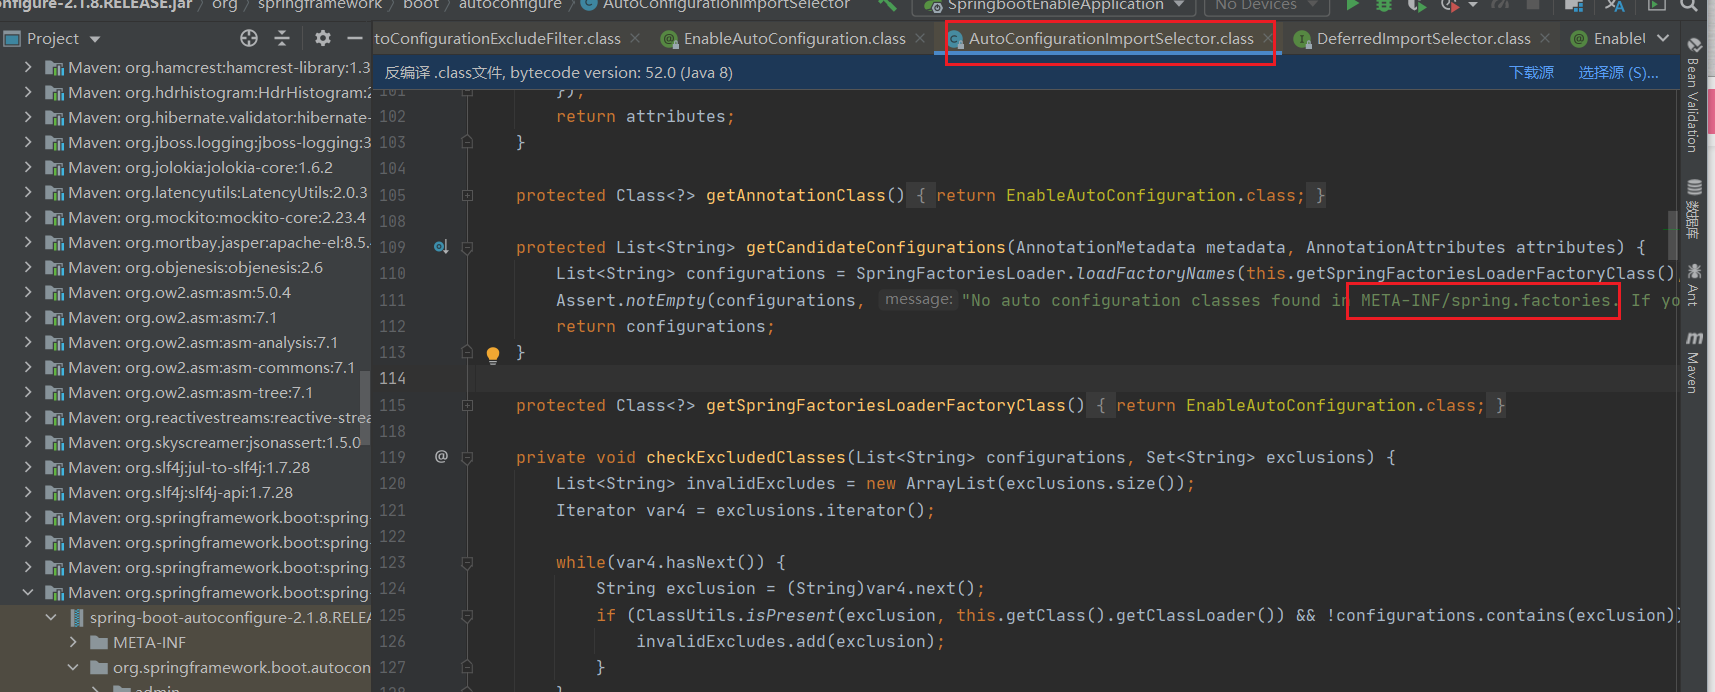 nfigure-2.1.8.RELEASE.jar org springframework boot autoconfigure AutoConfigurationImportSelector SpringbootEnableApplication No Devices
Project
toConfigurationExcludeFilter.class EnableAutoConfiguration.class AutoConfigurationImportSelector.class DeferredImportSelector.class Enable
反编译 .class文件, bytecode version: 52.0 (Java 8) 下载源 选择源 (S)...
Maven: org.hamcrest:hamcrest-library:1.3
Maven: org.hdrhistogram:HdrHistogram:2
Maven: org.hibernate.validator:hibernate-
Maven: org.jboss.logging:jboss-logging:3
Maven: org.jolokia:jolokia-core:1.6.2
Maven: org.latencyutils:LatencyUtils:2.0.3
Maven: org.mockito:mockito-core:2.23.4
Maven: org.mortbay.jasper:apache-el:8.5.
Maven: org.objenesis:objenesis:2.6
Maven: org.ow2.asm:asm:5.0.4
Maven: org.ow2.asm:asm:7.1
Maven: org.ow2.asm:asm-analysis:7.1
Maven: org.ow2.asm:asm-commons:7.1
Maven: org.ow2.asm:asm-tree:7.1
Maven: org.reactivestreams:reactive-strea
Maven: org.skyscreamer:jsonassert:1.5.0
Maven: org.slf4j:jul-to-slf4j:1.7.28
Maven: org.slf4j:slf4j-api:1.7.28
Maven: org.springframework.boot:spring-
Maven: org.springframework.boot:spring-
Maven: org.springframework.boot:spring-
Maven: org.springframework.boot:spring-
spring-boot-autoconfigure-2.1.8.RELEA
META-INF
org.springframework.boot.autocon
admin
101 });
102 return attributes;
103 }
104
105 protected Class<?> getAnnotationClass() { return EnableAutoConfiguration.class; }
108
109 protected List<String> getCandidateConfigurations(AnnotationMetadata metadata, AnnotationAttributes attributes) {
110 List<String> configurations = SpringFactoriesLoader.loadFactoryNames(this.getSpringFactoriesLoaderFactoryClass()
111 Assert.notEmpty(configurations, message: "No auto configuration classes found in META-INF/spring.factories. If yo
112 return configurations;
113 }
114
115 protected Class<?> getSpringFactoriesLoaderFactoryClass() { return EnableAutoConfiguration.class; }
118
119 @ private void checkExcludedClasses(List<String> configurations, Set<String> exclusions) {
120 List<String> invalidExcludes = new ArrayList(exclusions.size());
121 Iterator var4 = exclusions.iterator();
122
123 while(var4.hasNext()) {
124 String exclusion = (String)var4.next();
125 if (ClassUtils.isPresent(exclusion, this.getClass().getClassLoader()) && !configurations.contains(exclusion)
126 invalidExcludes.add(exclusion);
127 }
128 }
Bean Validation
数据库
Ant
Maven